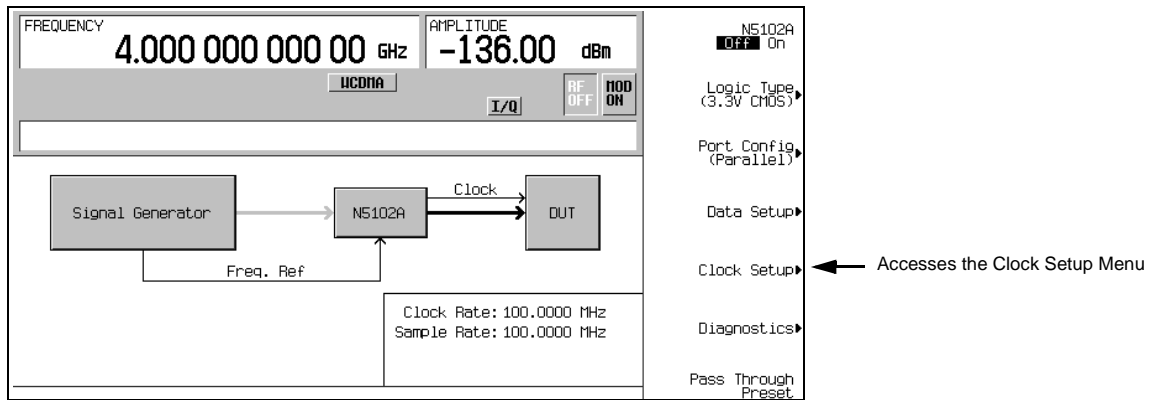 FREQUENCY
4.000 000 000 00 GHz
AMPLITUDE
-136.00 dBm
WCDMA
I/Q
RF OFF
MOD ON
Signal Generator
N5102A
Clock
DUT
Freq. Ref
Clock Rate: 100.0000 MHz
Sample Rate: 100.0000 MHz
N5102A
Off On
Logic Type
(3.3V CMOS)
Port Config
(Parallel)
Data Setup
Clock Setup
Accesses the Clock Setup Menu
Diagnostics
Pass Through
Preset